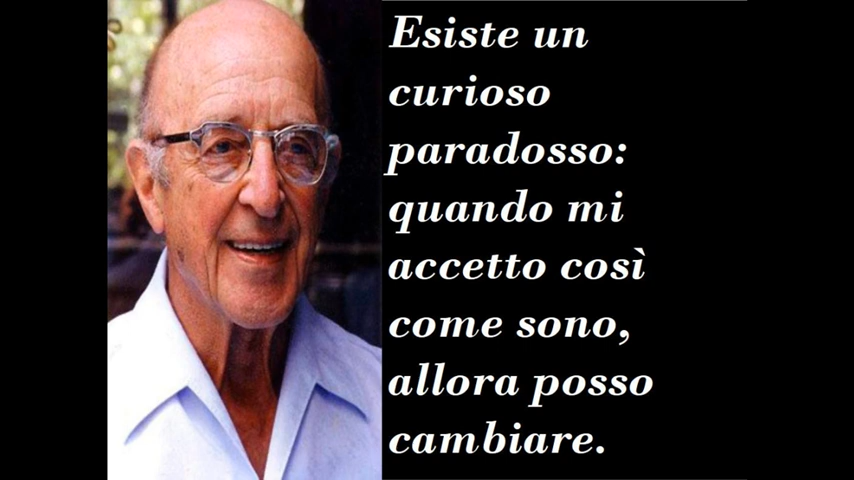 Esiste un
curioso
paradosso:
quando mi
accetto così
come sono,
allora posso
cambiare.